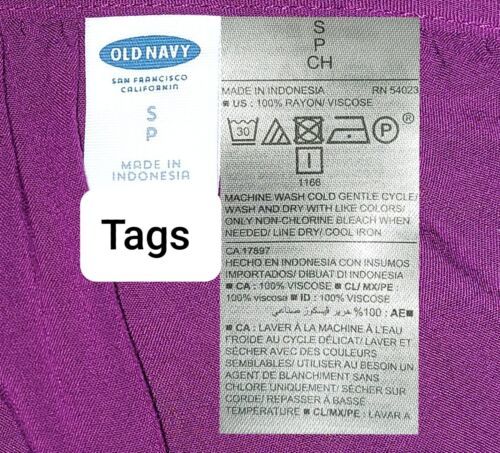 OLD NAVY
SAN FRANCISCO
CALIFORNIA
S
P
MADE IN
INDONESIA
Tags
S
P
CH
MADE IN INDONESIA RN 54023
■ US : 100% RAYON/ VISCOSE
30 P ®
I
1166
MACHINE WASH COLD GENTLE CYCLE/
WASH AND DRY WITH LIKE COLORS/
ONLY NON-CHLORINE BLEACH WHEN
NEEDED/ LINE DRY/ COOL IRON
CA 17897
HECHO EN INDONESIA CON INSUMOS
IMPORTADOS/ DIBUAT DI INDONESIA
■ CA : 100% VISCOSE ■ CL/ MX/PE :
100% viscosa ■ ID : 100% VISCOSE
■ AE: 100% حرير فيسكوز صناعي
■ CA : LAVER À LA MACHINE À L'EAU
FROIDE AU CYCLE DÉLICAT/ LAVER ET
SÉCHER AVEC DES COULEURS
SEMBLABLES/ UTILISER AU BESOIN UN
AGENT DE BLANCHIMENT SANS
CHLORE UNIQUEMENT/ SÉCHER SUR
CORDE/ REPASSER À BASSE
TEMPÉRATURE ■ CL/MX/PE : LAVAR A